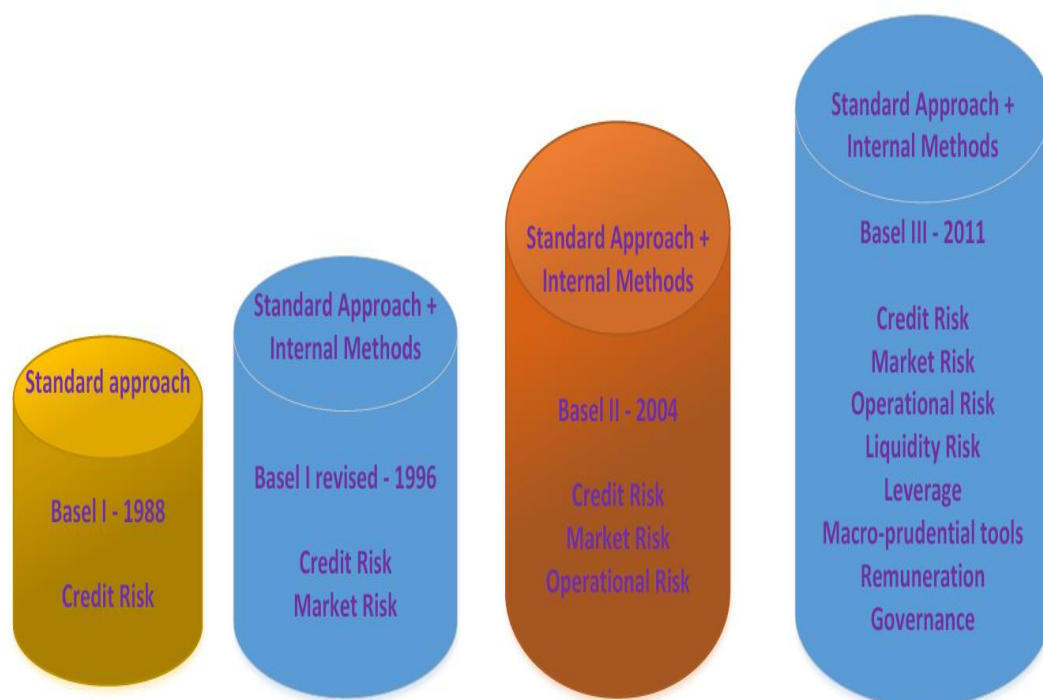 Standard approach
Basel I - 1988
Credit Risk
Standard Approach +
Internal Methods
Basel I revised - 1996
Credit Risk
Market Risk
Standard Approach +
Internal Methods
Basel II - 2004
Credit Risk
Market Risk
Operational Risk
Standard Approach +
Internal Methods
Basel III - 2011
Credit Risk
Market Risk
Operational Risk
Liquidity Risk
Leverage
Macro-prudential tools
Remuneration
Governance